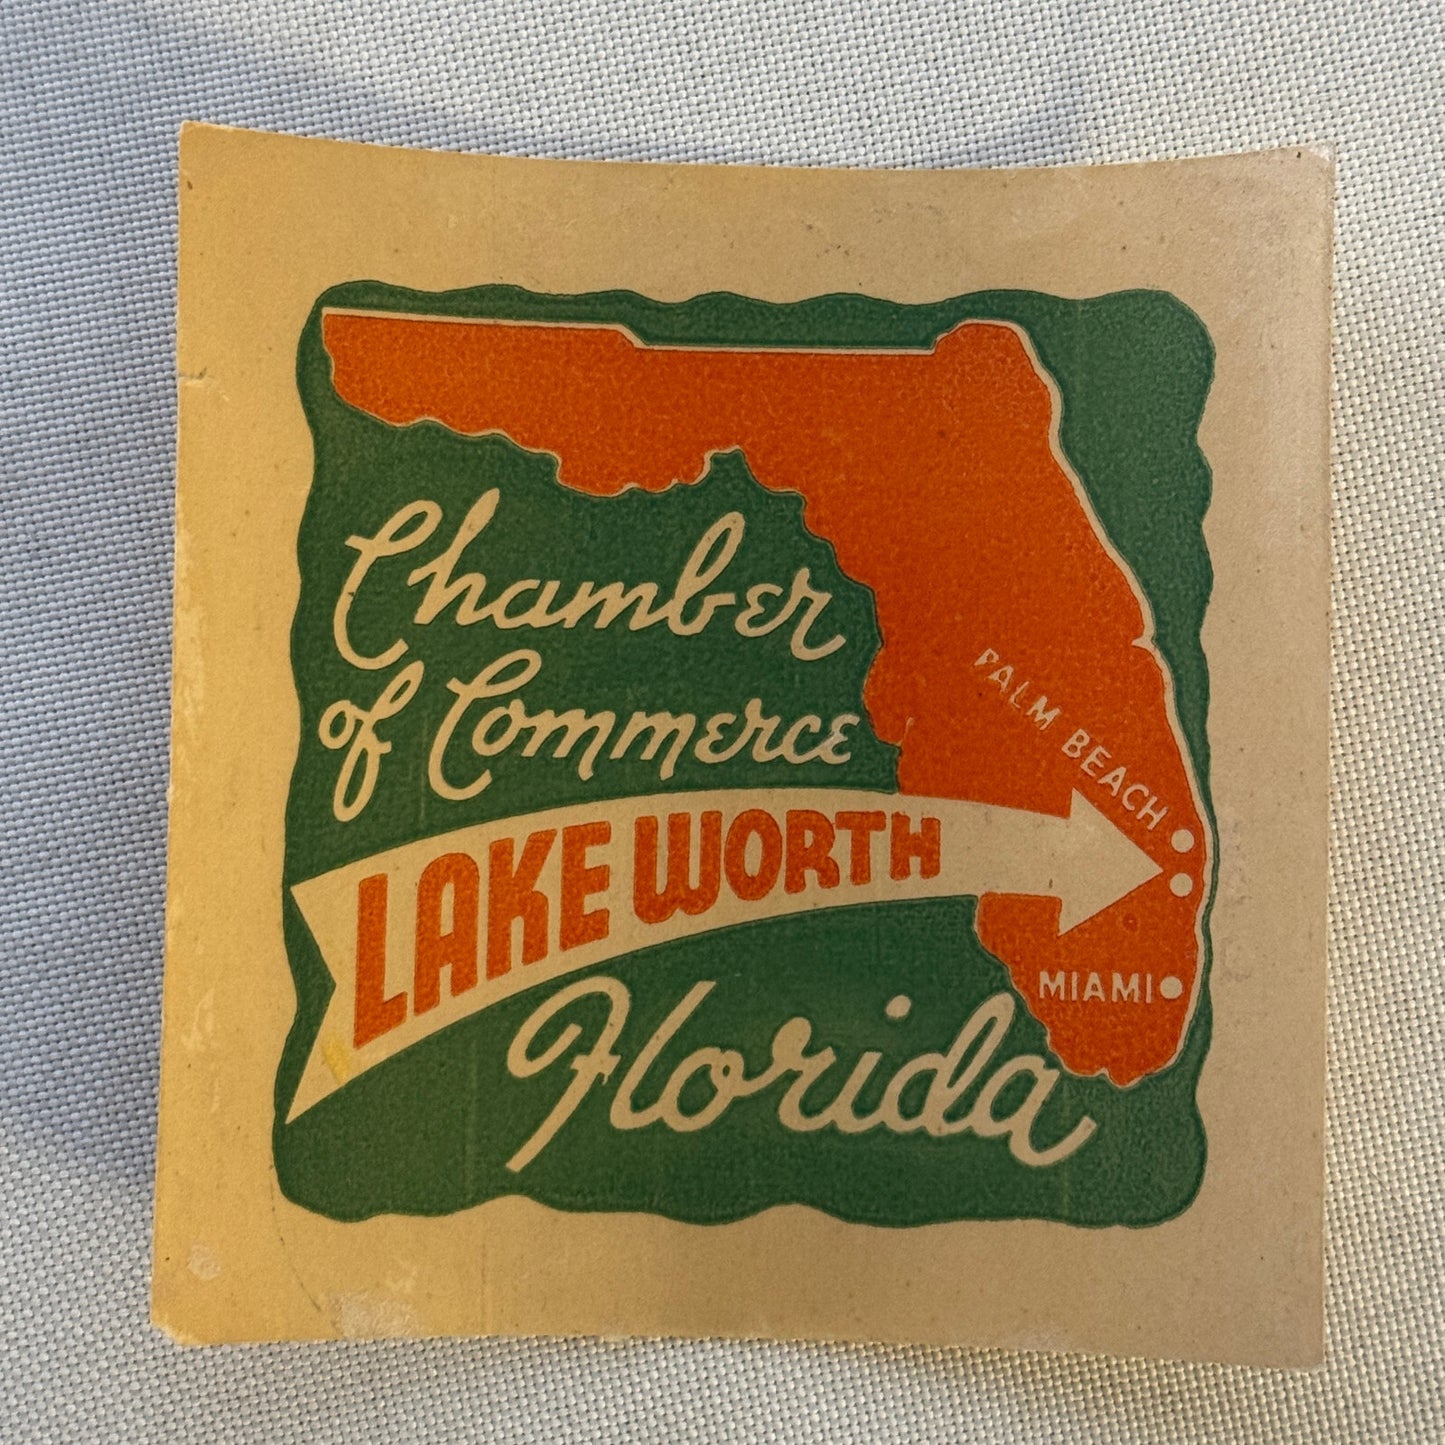 Chamber
of Commerce
PALM BEACH
LAKE WORTH
MIAMI
Florida